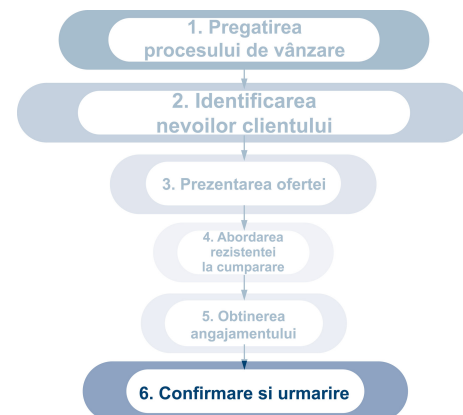 1. Pregatirea
procesului de vânzare
2. Identificarea
nevoilor clientului
3. Prezentarea ofertei
4. Abordarea
rezistentei
la cumparare
5. Obtinerea
angajamentului
6. Confirmare si urmarire